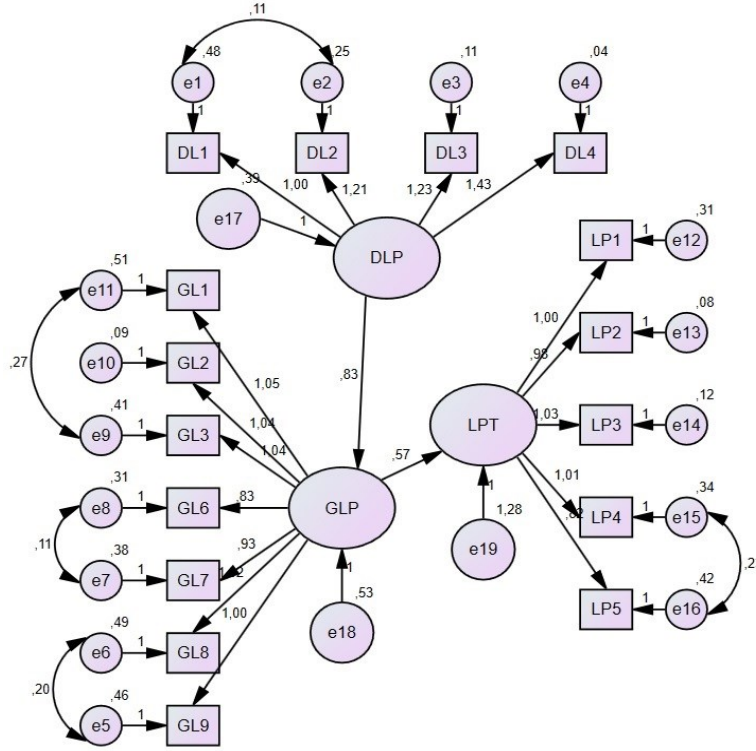 ,11
,48 ,25 ,11 ,04
e1 e2 e3 e4
1 1 1 1
DL1 DL2 DL3 DL4
,39 1,00 1,21 1,23 1,43
e17 1 DLP
,31
LP1 1 e12
,51
e11 1 GL1
,08
LP2 1 e13
1,00
,98
,09
e10 1 GL2
,27
,83
1,05
,12
LP3 1 e14
1,03
LPT
,41
e9 1 GL3
1,04
1,04
,57
,31
e8 1 GL6
,83
GLP
1,01
,34
LP4 1 e15
,11
,38
e7 1 GL7
,93
1
1,28
e19
,2
,42
LP5 1 e16
1
,53
e18
,49
e6 1 GL8
1,00
,20
,46
e5 1 GL9